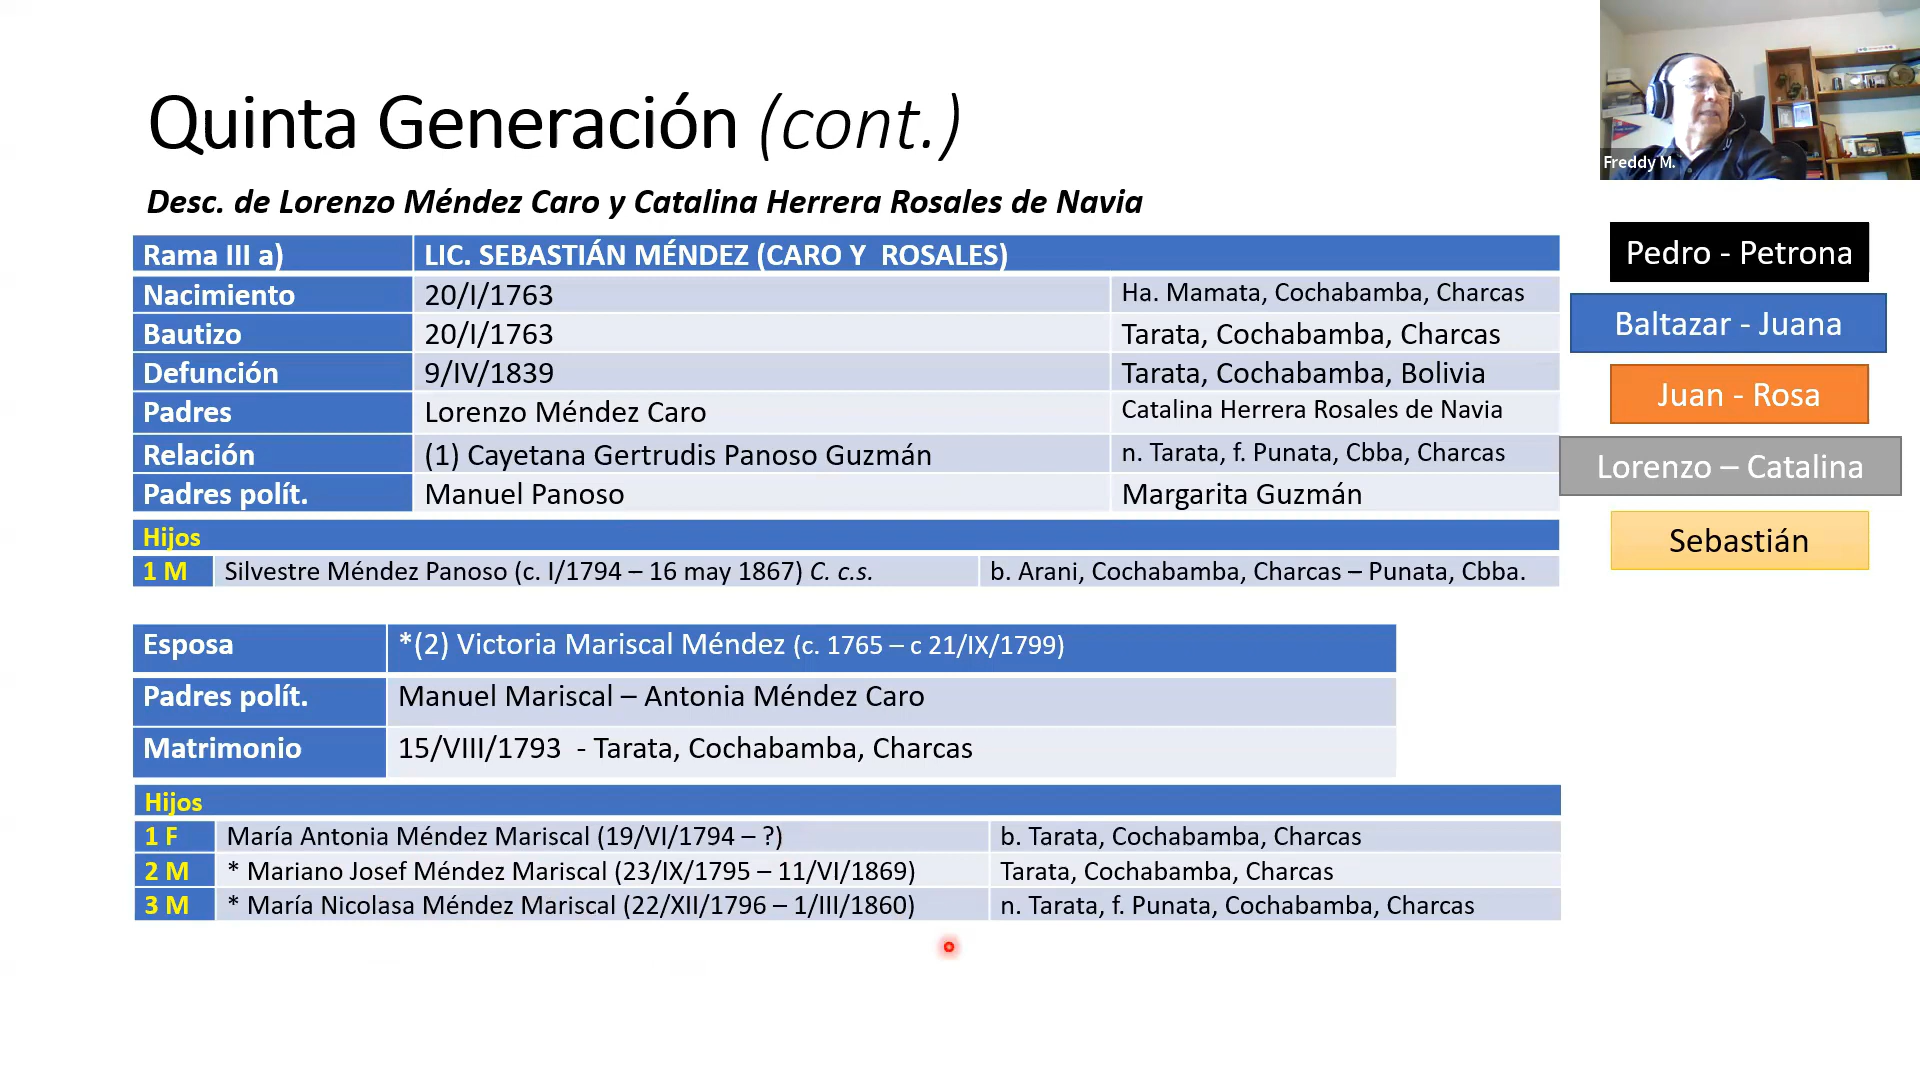 Quinta Generación (cont.)
Freddy M.
Desc. de Lorenzo Méndez Caro y Catalina Herrera Rosales de Navia
Rama III a) LIC. SEBASTIÁN MÉNDEZ (CARO Y ROSALES)
Nacimiento 20/I/1763 Ha. Mamata, Cochabamba, Charcas
Bautizo 20/I/1763 Tarata, Cochabamba, Charcas
Defunción 9/IV/1839 Tarata, Cochabamba, Bolivia
Padres Lorenzo Méndez Caro Catalina Herrera Rosales de Navia
Relación (1) Cayetana Gertrudis Panoso Guzmán n. Tarata, f. Punata, Cbba, Charcas
Padres polít. Manuel Panoso Margarita Guzmán
Hijos
1 M Silvestre Méndez Panoso (c. I/1794 – 16 may 1867) C. c.s. b. Arani, Cochabamba, Charcas – Punata, Cbba.
Esposa *(2) Victoria Mariscal Méndez (c. 1765 – c 21/IX/1799)
Padres polít. Manuel Mariscal – Antonia Méndez Caro
Matrimonio 15/VIII/1793 - Tarata, Cochabamba, Charcas
Hijos
1 F María Antonia Méndez Mariscal (19/VI/1794 – ?) b. Tarata, Cochabamba, Charcas
2 M * Mariano Josef Méndez Mariscal (23/IX/1795 – 11/VI/1869) Tarata, Cochabamba, Charcas
3 M * María Nicolasa Méndez Mariscal (22/XII/1796 – 1/III/1860) n. Tarata, f. Punata, Cochabamba, Charcas
Pedro - Petrona
Baltazar - Juana
Juan - Rosa
Lorenzo – Catalina
Sebastián